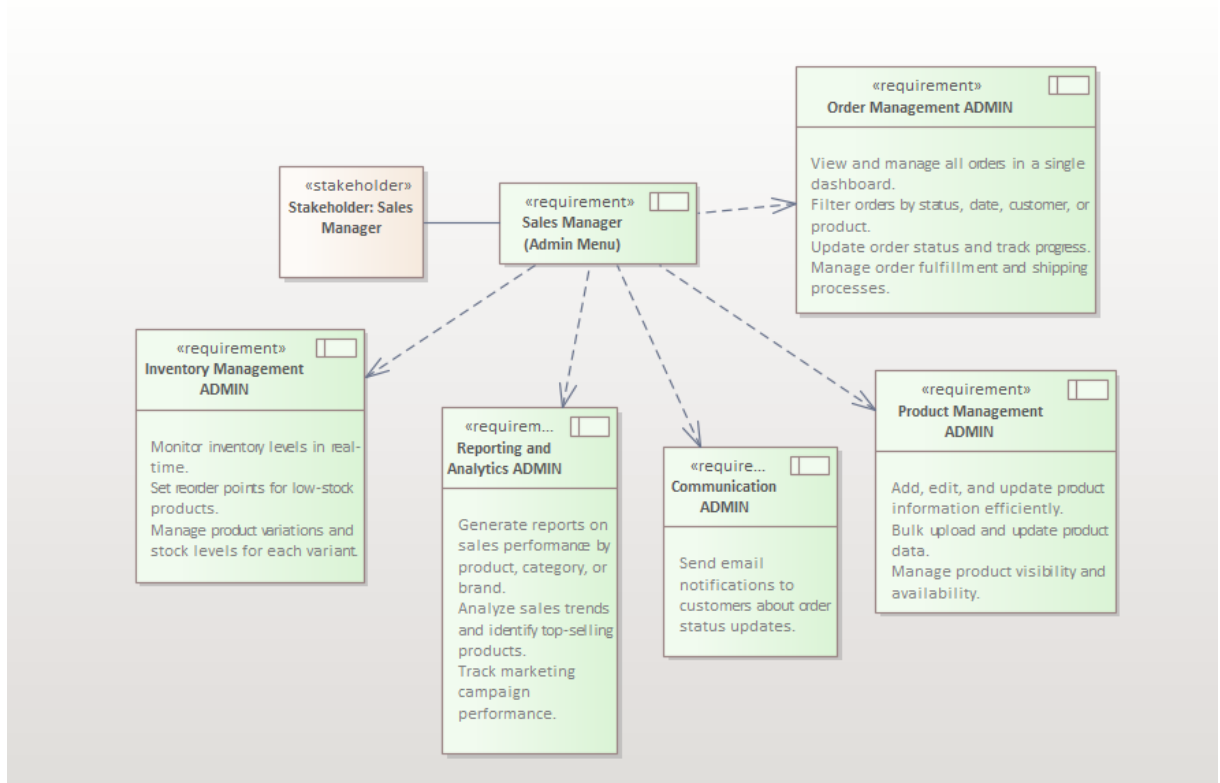 «requirement»
Order Management ADMIN
View and manage all orders in a single
dashboard.
Filter orders by status, date, customer, or
product.
Update order status and track progress.
Manage order fulfillment and shipping
processes.
«stakeholder»
Stakeholder: Sales
Manager
«requirement»
Sales Manager
(Admin Menu)
«requirement»
Inventory Management
ADMIN
Monitor inventory levels in real-
time.
Set reorder points for low-stock
products.
Manage product variations and
stock levels for each variant.
«requirem...
Reporting and
Analytics ADMIN
Generate reports on
sales performance by
product, category, or
brand.
Analyze sales trends
and identify top-selling
products.
Track marketing
campaign
performance.
«require...
Communication
ADMIN
Send email
notifications to
customers about order
status updates.
«requirement»
Product Management
ADMIN
Add, edit, and update product
information efficiently.
Bulk upload and update product
data.
Manage product visibility and
availability.